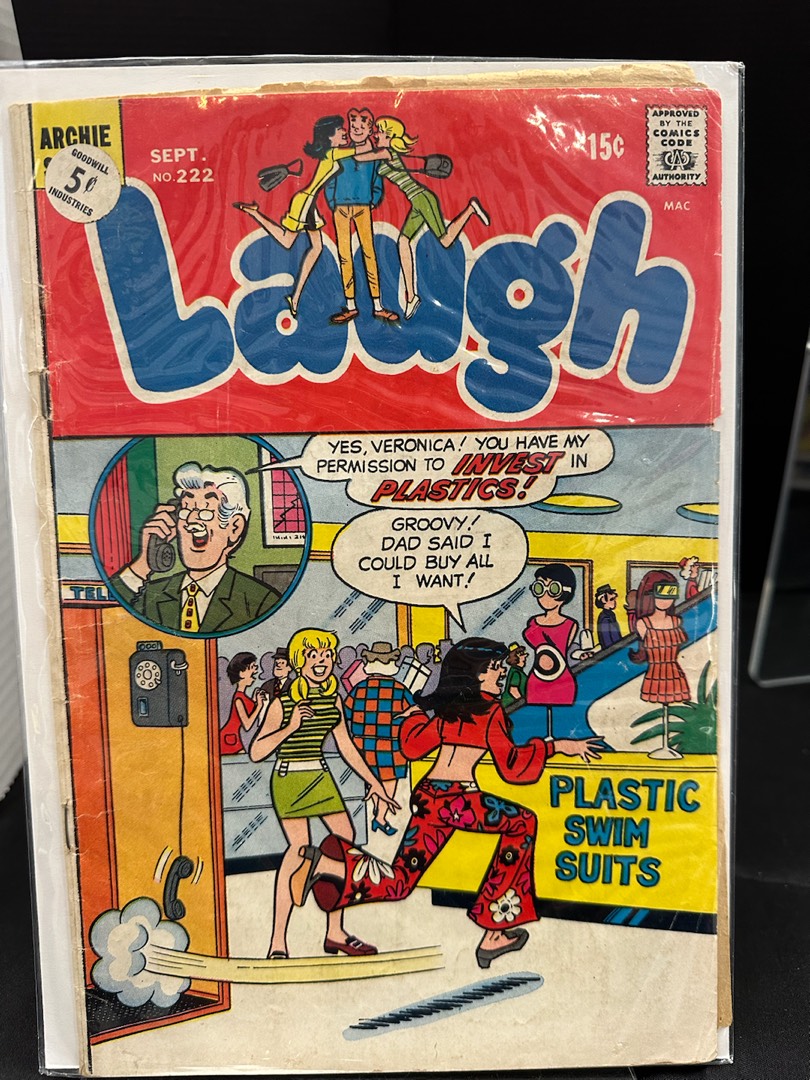 ARCHIE
GOODWILL
5¢
INDUSTRIES
SEPT.
NO.222
15¢
APPROVED
BY THE
COMICS
CODE
CA
AUTHORITY
MAC
Laugh
YES, VERONICA! YOU HAVE MY
PERMISSION TO INVEST IN
PLASTICS!
GROOVY!
DAD SAID I
COULD BUY ALL
I WANT!
TEL
PLASTIC
SWIM
SUITS